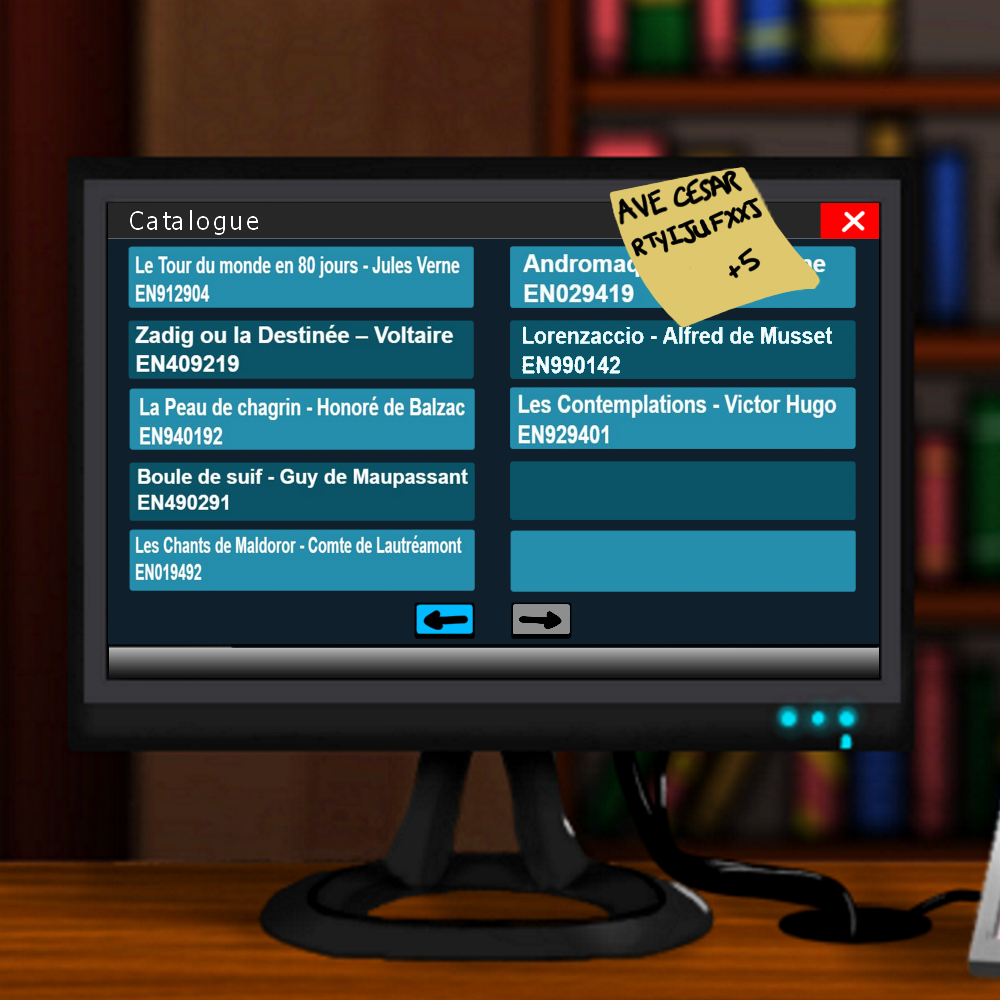 Catalogue
Le Tour du monde en 80 jours - Jules Verne
EN912904
Zadig ou la Destinée – Voltaire
EN409219
La Peau de chagrin - Honoré de Balzac
EN940192
Boule de suif - Guy de Maupassant
EN490291
Les Chants de Maldoror - Comte de Lautréamont
EN019492
EN029419
Lorenzaccio - Alfred de Musset
EN990142
Les Contemplations - Victor Hugo
EN929401
AVE CÉSAR
RTYIJUFXXJ
+5